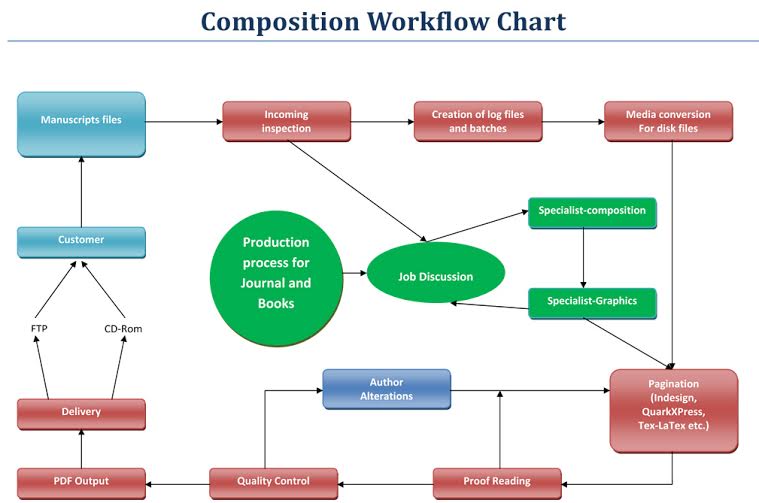 Composition Workflow Chart
Manuscripts files
Incoming
inspection
Creation of log files
and batches
Media conversion
For disk files
Specialist-composition
Customer
Production
process for
Journal and
Books
Job Discussion
Specialist-Graphics
FTP
CD-Rom
Author
Alterations
Pagination
(Indesign,
QuarkXPress,
Tex-LaTex etc.)
Delivery
PDF Output
Quality Control
Proof Reading